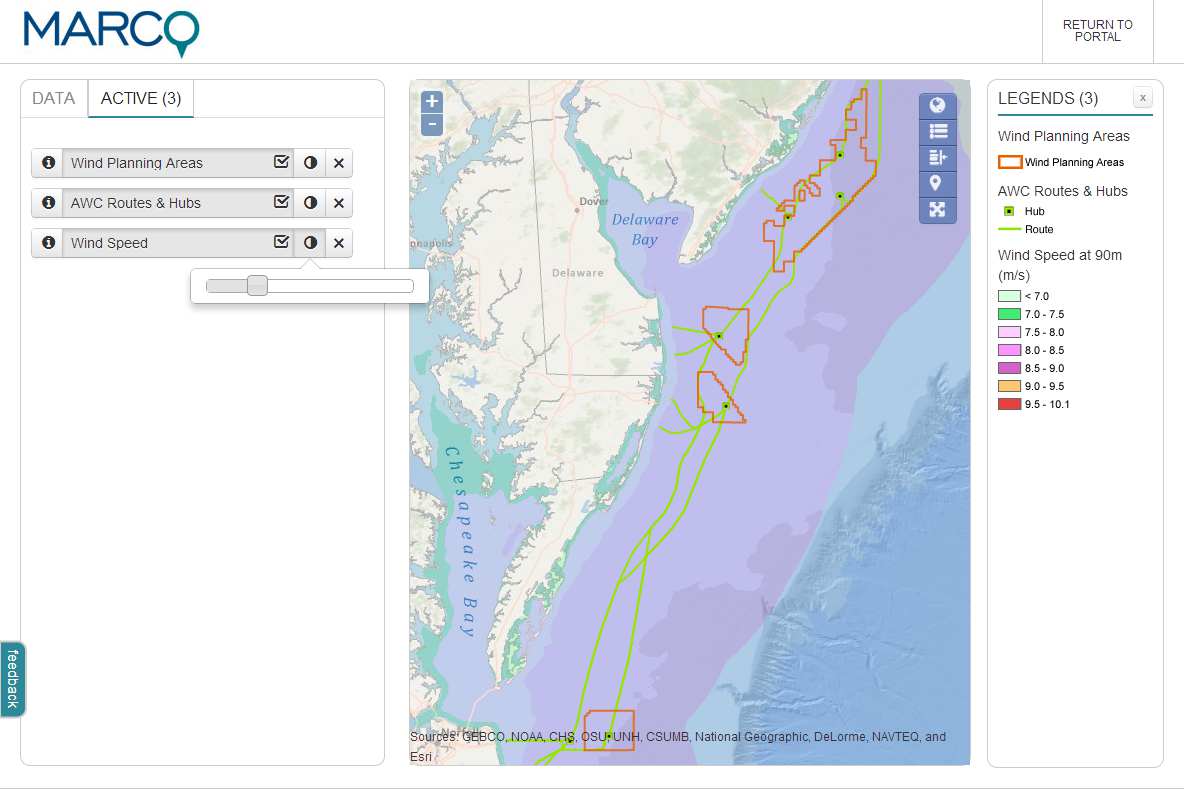 MARCO
RETURN TO
PORTAL
DATA
ACTIVE (3)
Wind Planning Areas
AWC Routes & Hubs
Wind Speed
feedback
+
-
Dover
Delaware
Bay
Delaware
Chesapeake Bay
Norfolk
Sources: GEBCO, NOAA, CHS, OSU, UNH, CSUMB, National Geographic, DeLorme, NAVTEQ, and
Esri
LEGENDS (3)
x
Wind Planning Areas
Wind Planning Areas
AWC Routes & Hubs
Hub
Route
Wind Speed at 90m
(m/s)
< 7.0
7.0 - 7.5
7.5 - 8.0
8.0 - 8.5
8.5 - 9.0
9.0 - 9.5
9.5 - 10.1